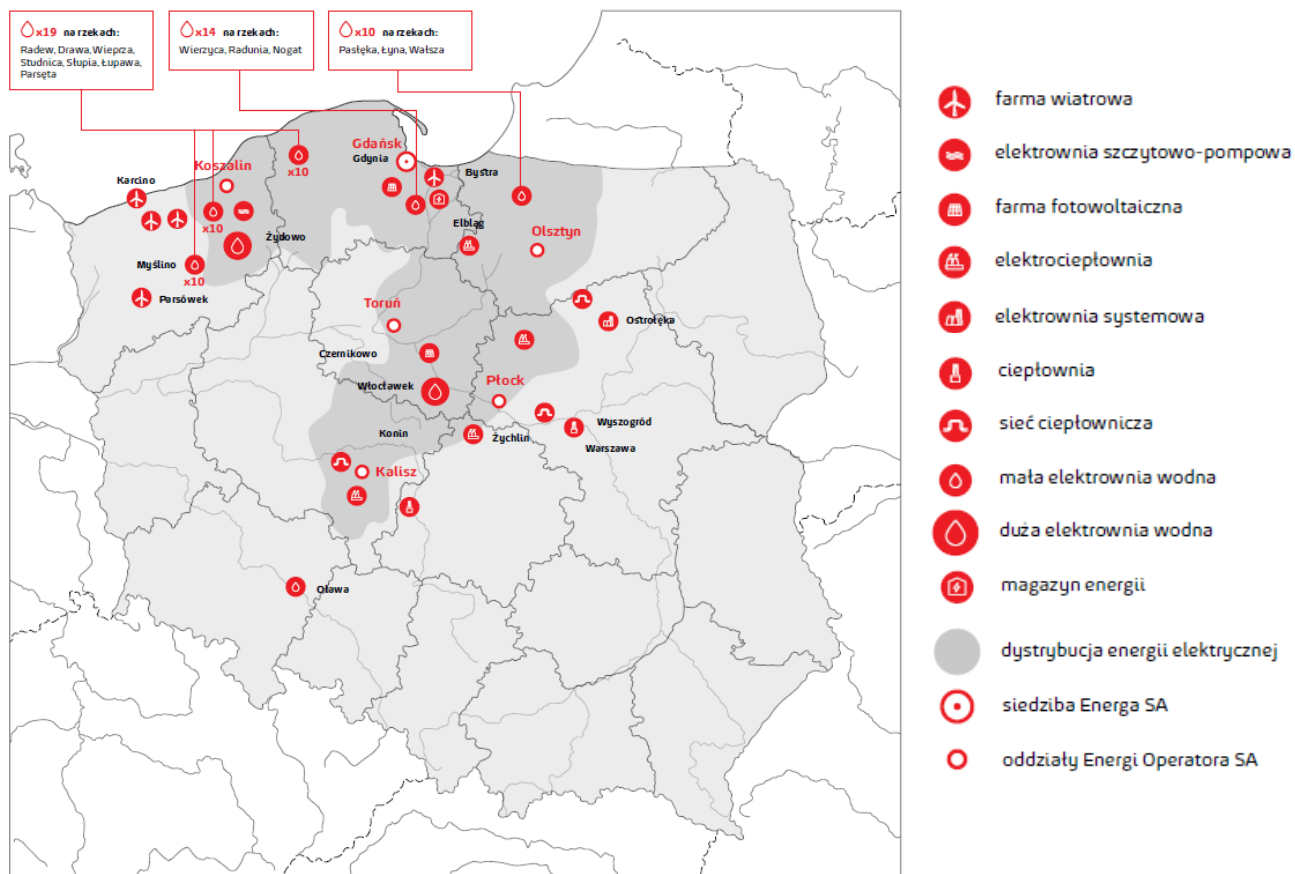 x19 na rzekach:
Radew, Drawa, Wieprza,
Studnica, Słupia, Łupawa,
Parsęta
x14 na rzekach:
Wierzyca, Radunia, Nogat
x10 na rzekach:
Pasłęka, Łyna, Wałsza
Gdańsk
Gdynia
Koszalin
x10
Bystra
Karcino
x10
Elbląg
Olsztyn
Żydowo
Myślino
x10
Parsówek
Toruń
Ostrołęka
Czernikowo
Włocławek
Płock
Wyszogród
Konin
Żychlin
Warszawa
Kalisz
Oława
farma wiatrowa
elektrownia szczytowo-pompowa
farma fotowoltaiczna
elektrociepłownia
elektrownia systemowa
ciepłownia
sieć ciepłownicza
mała elektrownia wodna
duża elektrownia wodna
magazyn energii
dystrybucja energii elektrycznej
siedziba Energa SA
oddziały Energi Operatora SA